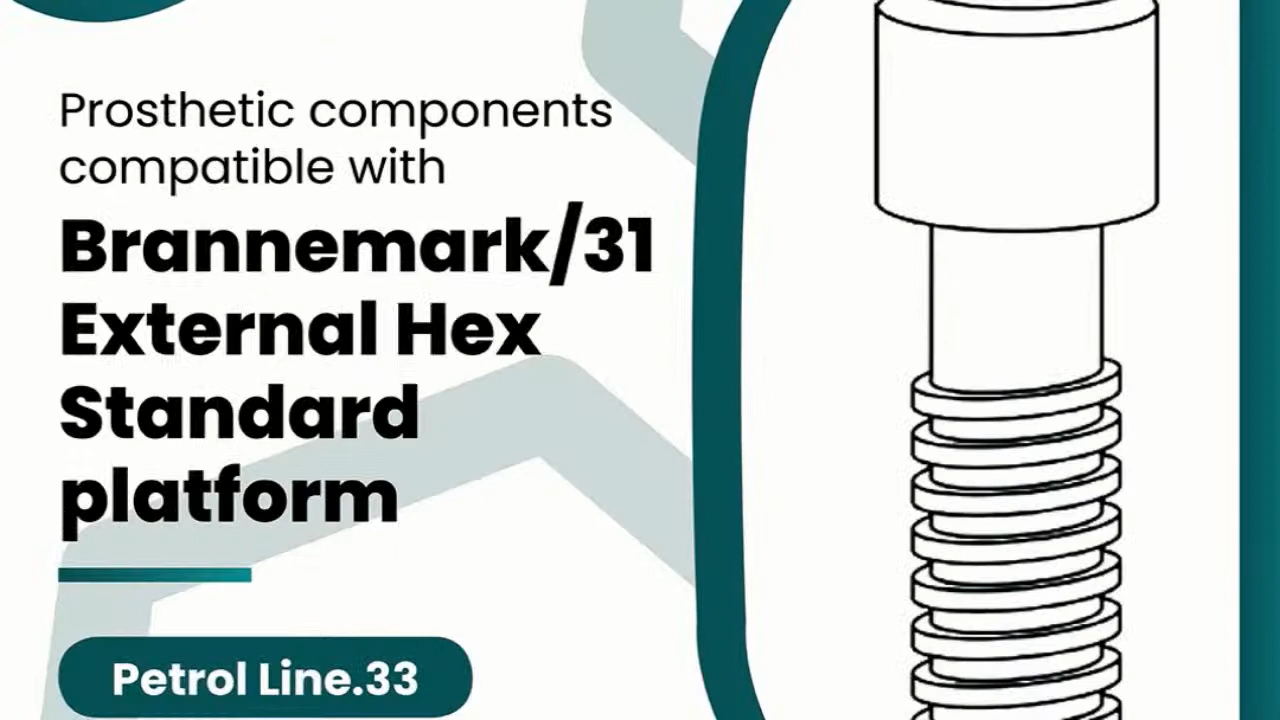 Prosthetic components
compatible with
Brannemark/31
External Hex
Standard
platform
Petrol Line.33